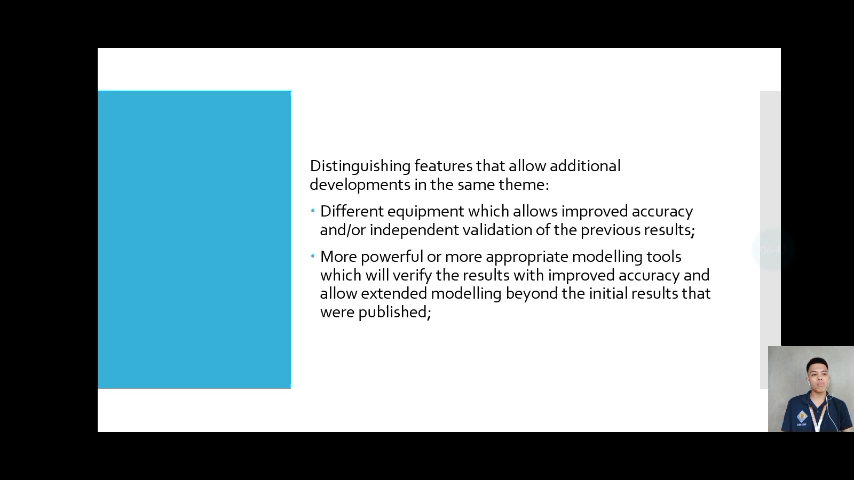 Distinguishing features that allow additional
developments in the same theme:
• Different equipment which allows improved accuracy
and/or independent validation of the previous results;
• More powerful or more appropriate modelling tools
which will verify the results with improved accuracy and
allow extended modelling beyond the initial results that
were published;